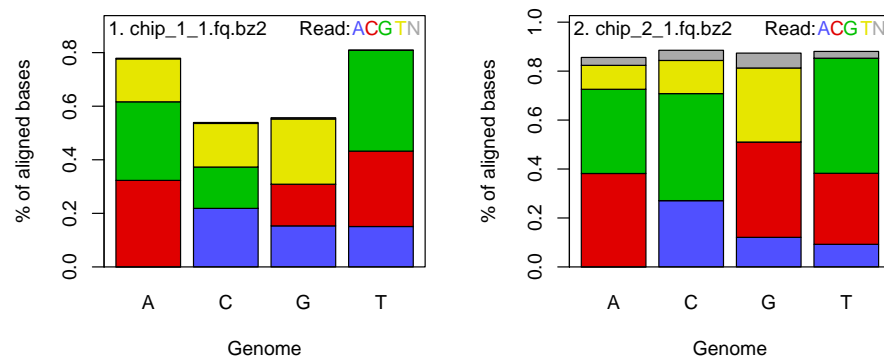 1. chip_1_1.fq.bz2 Read:ACGTN
% of aligned bases
0.8
0.6
0.4
0.2
0.0
A C G T
Genome
2. chip_2_1.fq.bz2 Read:ACGTN
% of aligned bases
1.0
0.8
0.6
0.4
0.2
0.0
A C G T
Genome